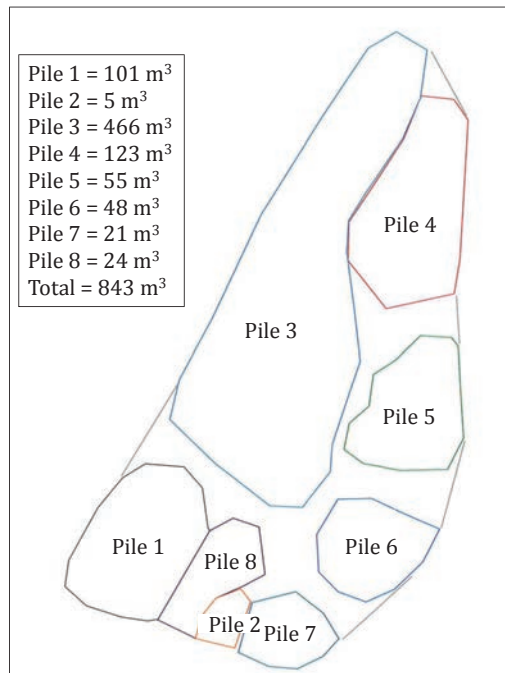 Pile 1 = 101 m³
Pile 2 = 5 m³
Pile 3 = 466 m³
Pile 4 = 123 m³
Pile 5 = 55 m³
Pile 6 = 48 m³
Pile 7 = 21 m³
Pile 8 = 24 m³
Total = 843 m³
Pile 4
Pile 3
Pile 5
Pile 1
Pile 6
Pile 8
Pile 2
Pile 7